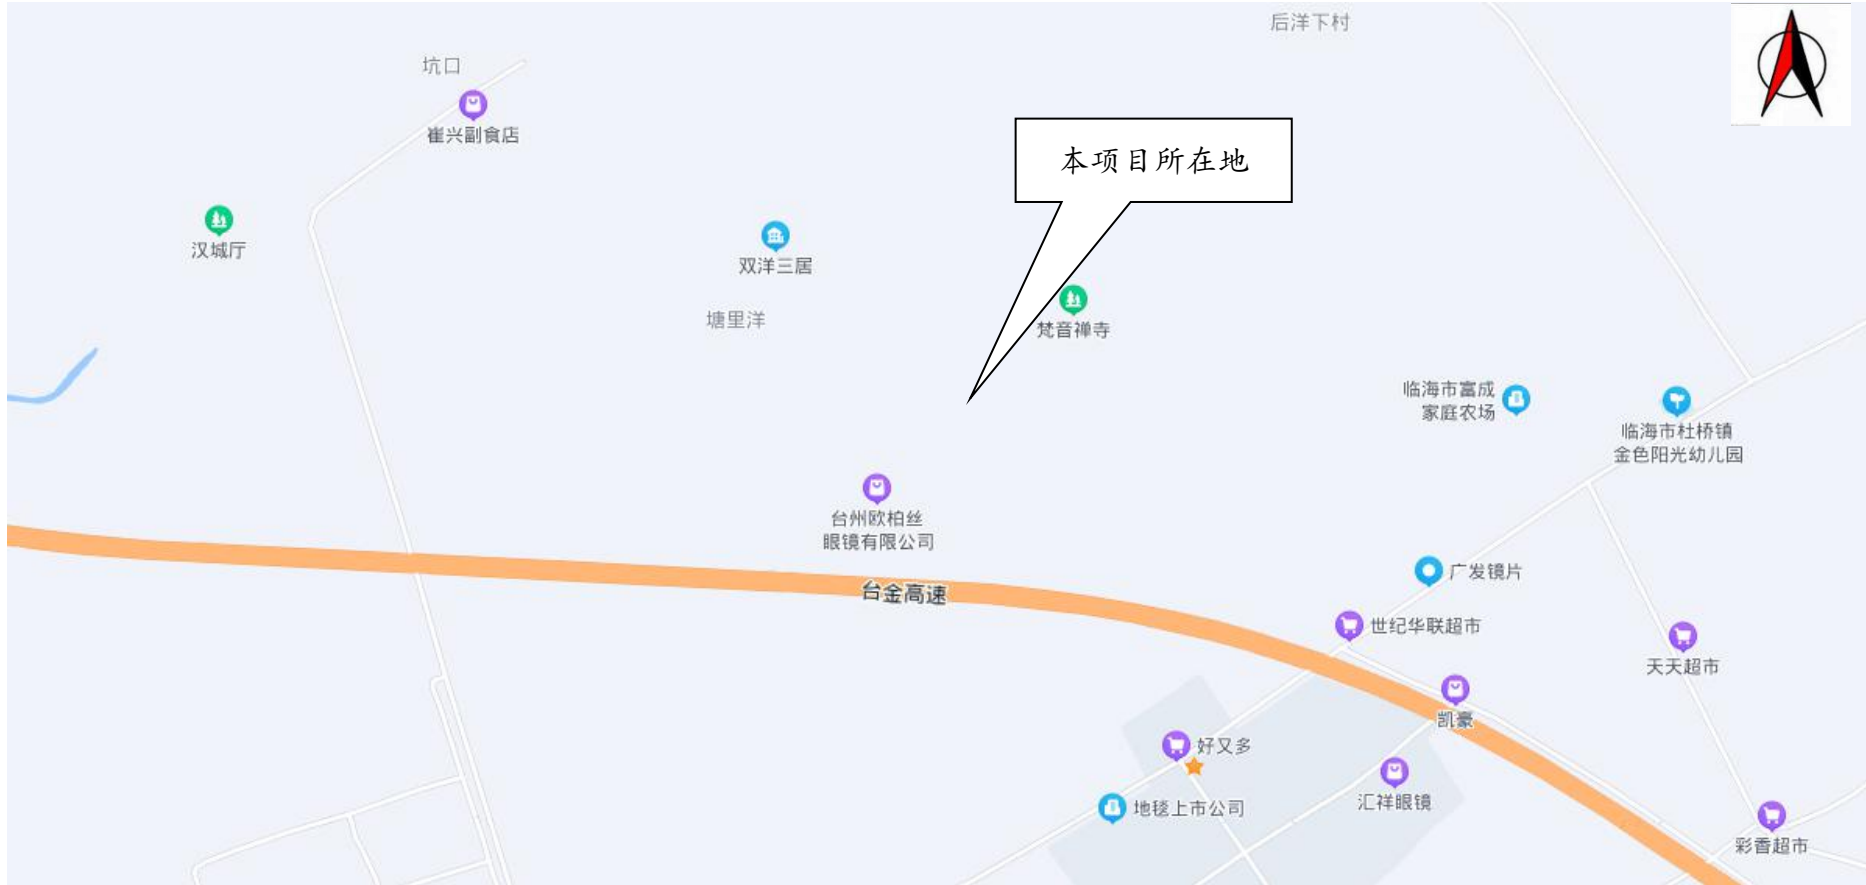 后洋下村
坑口
崔兴副食店
本项目所在地
汉城厅
双洋三居
塘里洋
梵音禅寺
临海市富成
家庭农场
临海市杜桥镇
金色阳光幼儿园
台州欧柏丝
眼镜有限公司
台金高速
广发镜片
世纪华联超市
天天超市
凯豪
好又多
汇祥眼镜
地毯上市公司
彩香超市